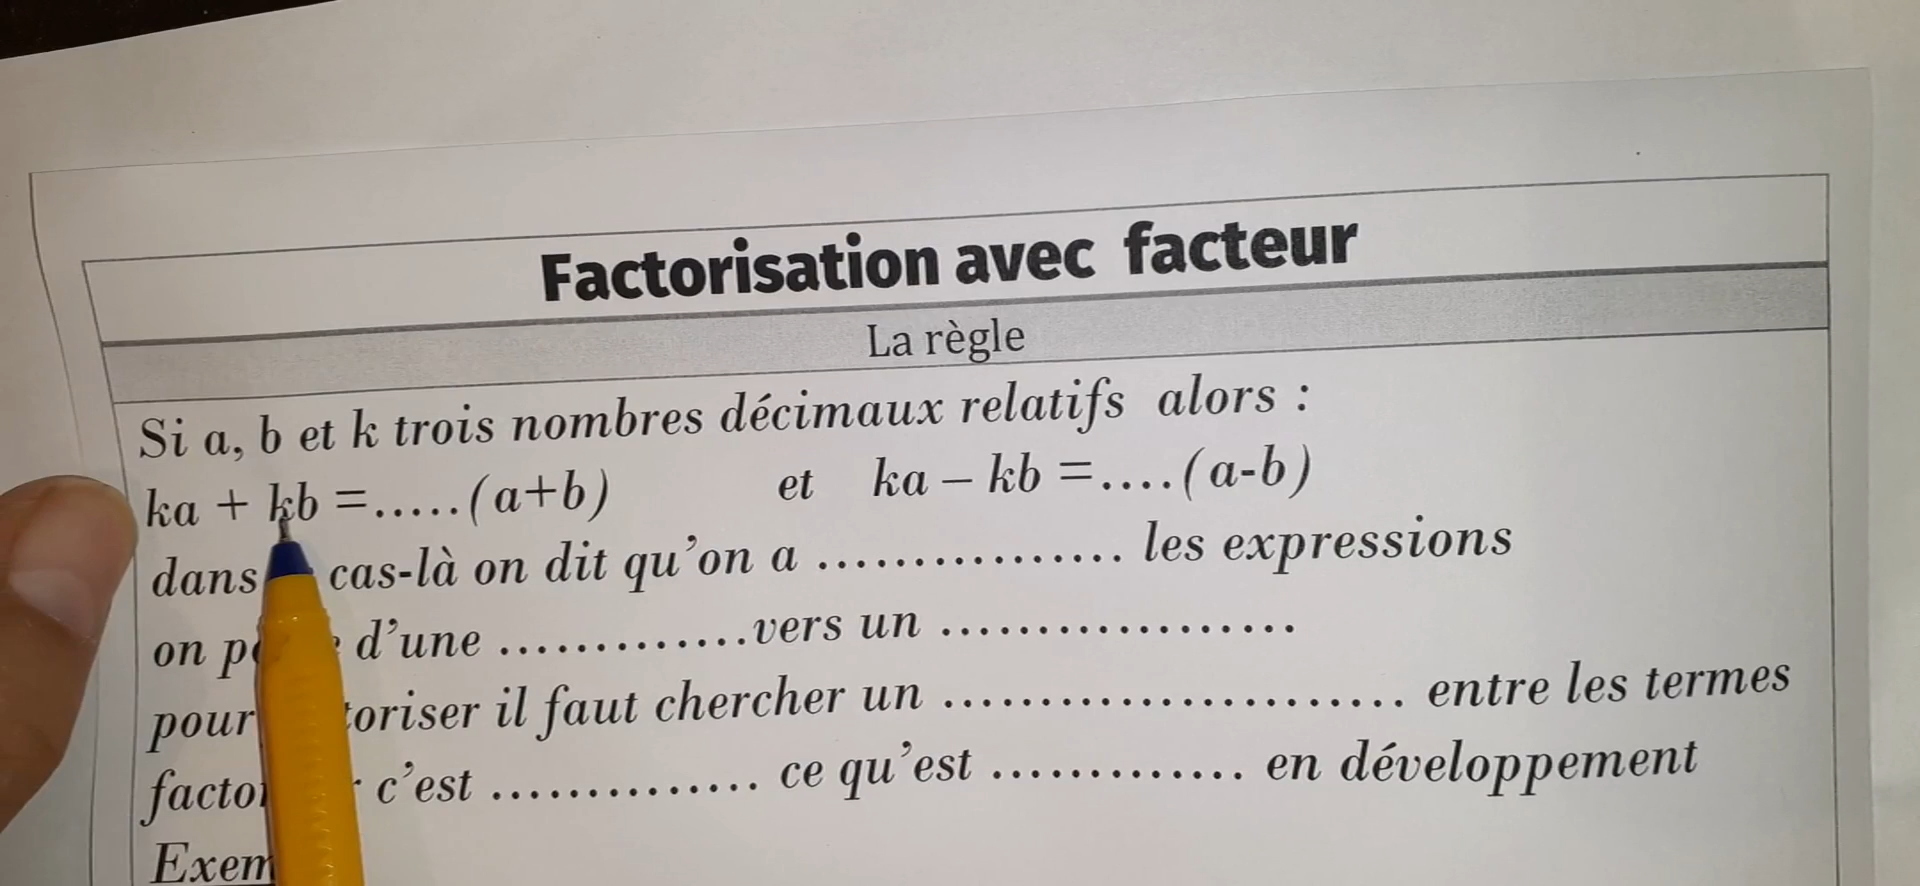 Factorisation avec facteur
La règle
Si a, b et k trois nombres décimaux relatifs alors :
ka + kb =.....(a+b) et ka – kb =....(a-b)
dans cas-là on dit qu’on a ................ les expressions
on d’une .............vers un ...................
pour il faut chercher un ........................ entre les termes
c’est .............. ce qu’est ............. en développement